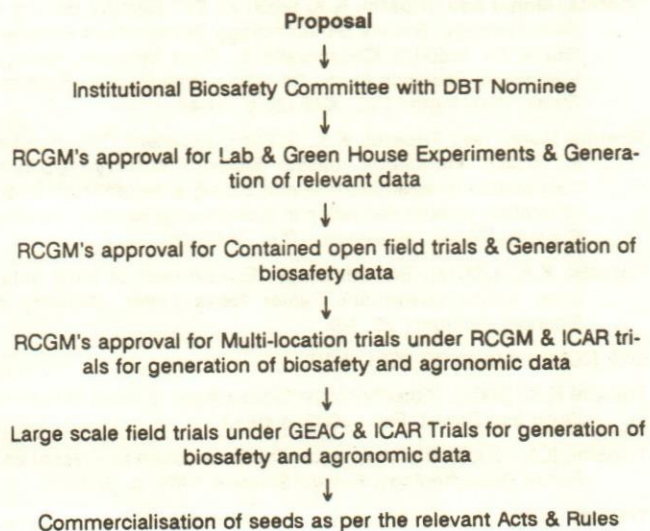 Proposal
↓
Institutional Biosafety Committee with DBT Nominee
↓
RCGM's approval for Lab & Green House Experiments & Genera-
tion of relevant data
↓
RCGM's approval for Contained open field trials & Generation of
biosafety data
↓
RCGM's approval for Multi-location trials under RCGM & ICAR tri-
als for generation of biosafety and agronomic data
↓
Large scale field trials under GEAC & ICAR Trials for generation of
biosafety and agronomic data
↓
Commercialisation of seeds as per the relevant Acts & Rules